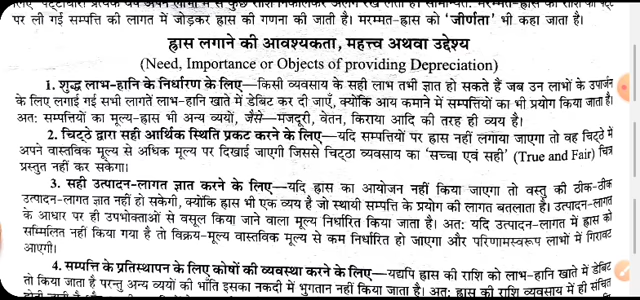 पर ली गई सम्पत्ति की लागत में जोड़कर ह्रास की गणना की जाती है। मरम्मत-ह्रास को 'जीर्णता' भी कहा जाता है।
ह्रास लगाने की आवश्यकता, महत्त्व अथवा उद्देश्य
(Need, Importance or Objects of providing Depreciation)
1. शुद्ध लाभ-हानि के निर्धारण के लिए—किसी व्यवसाय के सही लाभ तभी ज्ञात हो सकते हैं जब उन लाभों के उपार्जन
के लिए लगाई गई सभी लागतें लाभ-हानि खाते में डेबिट कर दी जाएँ, क्योंकि आय कमाने में सम्पत्तियों का भी प्रयोग किया जाता है।
अत: सम्पत्तियों का मूल्य-ह्रास भी अन्य व्ययों, जैसे—मजदूरी, वेतन, किराया आदि की तरह ही व्यय है।
2. चिट्ठे द्वारा सही आर्थिक स्थिति प्रकट करने के लिए—यदि सम्पत्तियों पर ह्रास नहीं लगाया जाएगा तो वह चिट्ठे में
अपने वास्तविक मूल्य से अधिक मूल्य पर दिखाई जाएगी जिससे चिट्ठा व्यवसाय का 'सच्चा एवं सही' (True and Fair) चित्र
प्रस्तुत नहीं कर सकेगा।
3. सही उत्पादन-लागत ज्ञात करने के लिए—यदि ह्रास का आयोजन नहीं किया जाएगा तो वस्तु की ठीक-ठीक
उत्पादन-लागत ज्ञात नहीं हो सकेगी, क्योंकि ह्रास भी एक व्यय है जो स्थायी सम्पत्ति के प्रयोग की लागत बतलाता है। उत्पादन-लागत
के आधार पर ही उपभोक्ताओं से वसूल किया जाने वाला मूल्य निर्धारित किया जाता है। अत: यदि उत्पादन-लागत में ह्रास को
सम्मिलित नहीं किया गया है तो विक्रय-मूल्य वास्तविक मूल्य से कम निर्धारित हो जाएगा और परिणामस्वरूप लाभों में गिरावट
आएगी।
4. सम्पत्ति के प्रतिस्थापन के लिए कोषों की व्यवस्था करने के लिए—यद्यपि ह्रास की राशि को लाभ-हानि खाते में डेबिट
तो किया जाता है परन्तु अन्य व्ययों की भाँति इसका नकदी में भुगतान नहीं किया जाता। अत: ह्रास की राशि व्यवसाय में ही संचित